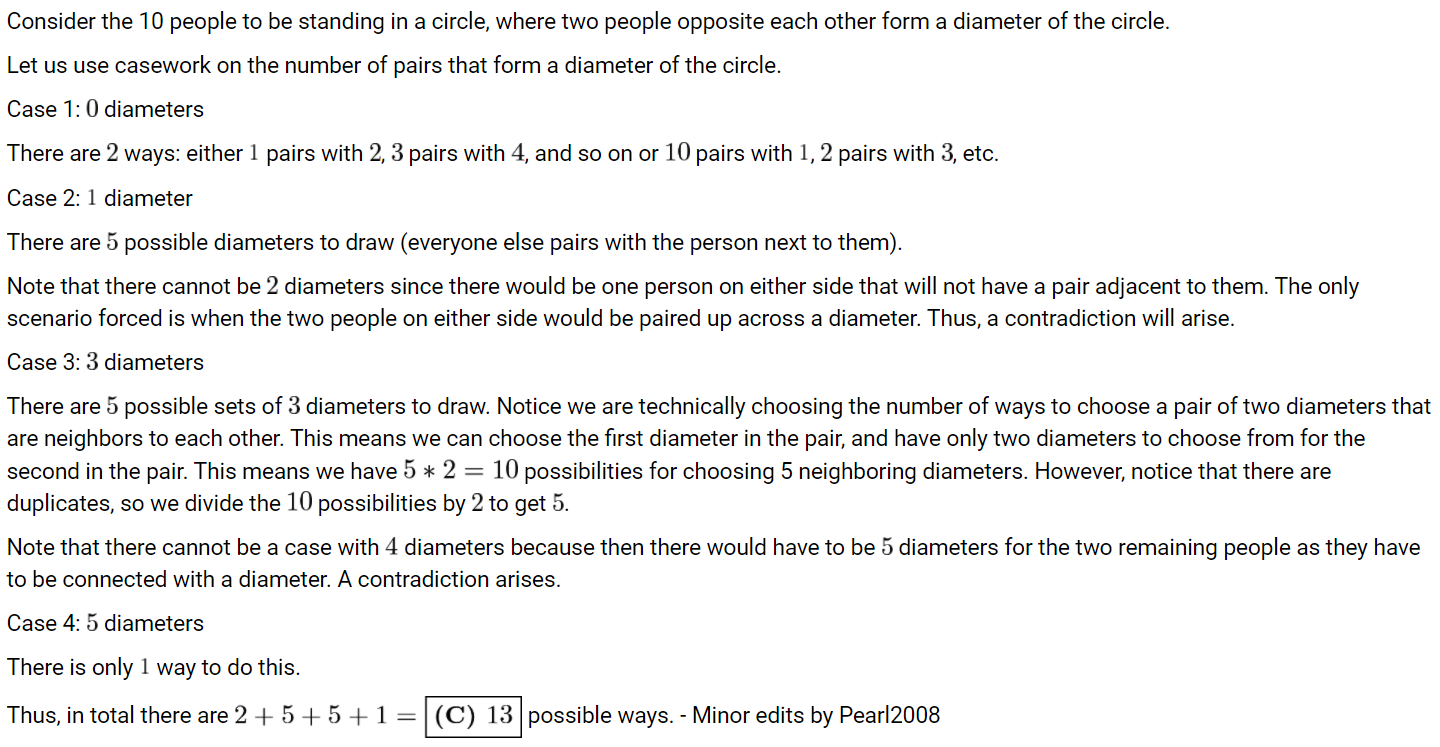 Consider the 10 people to be standing in a circle, where two people opposite each other form a diameter of the circle.
Let us use casework on the number of pairs that form a diameter of the circle.
Case 1: 0 diameters
There are 2 ways: either 1 pairs with 2, 3 pairs with 4, and so on or 10 pairs with 1, 2 pairs with 3, etc.
Case 2: 1 diameter
There are 5 possible diameters to draw (everyone else pairs with the person next to them).
Note that there cannot be 2 diameters since there would be one person on either side that will not have a pair adjacent to them. The only
scenario forced is when the two people on either side would be paired up across a diameter. Thus, a contradiction will arise.
Case 3: 3 diameters
There are 5 possible sets of 3 diameters to draw. Notice we are technically choosing the number of ways to choose a pair of two diameters that
are neighbors to each other. This means we can choose the first diameter in the pair, and have only two diameters to choose from for the
second in the pair. This means we have 5 * 2 = 10 possibilities for choosing 5 neighboring diameters. However, notice that there are
duplicates, so we divide the 10 possibilities by 2 to get 5.
Note that there cannot be a case with 4 diameters because then there would have to be 5 diameters for the two remaining people as they have
to be connected with a diameter. A contradiction arises.
Case 4: 5 diameters
There is only 1 way to do this.
Thus, in total there are 2 + 5 + 5 + 1 = (C) 13 possible ways. - Minor edits by Pearl2008